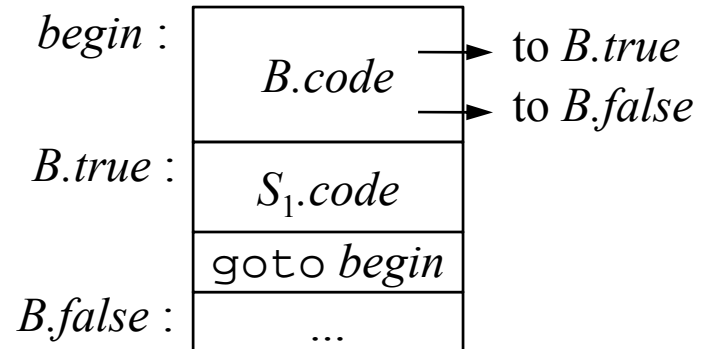 begin :
B.code
to B.true
to B.false
B.true :
S₁.code
goto begin
B.false :
...